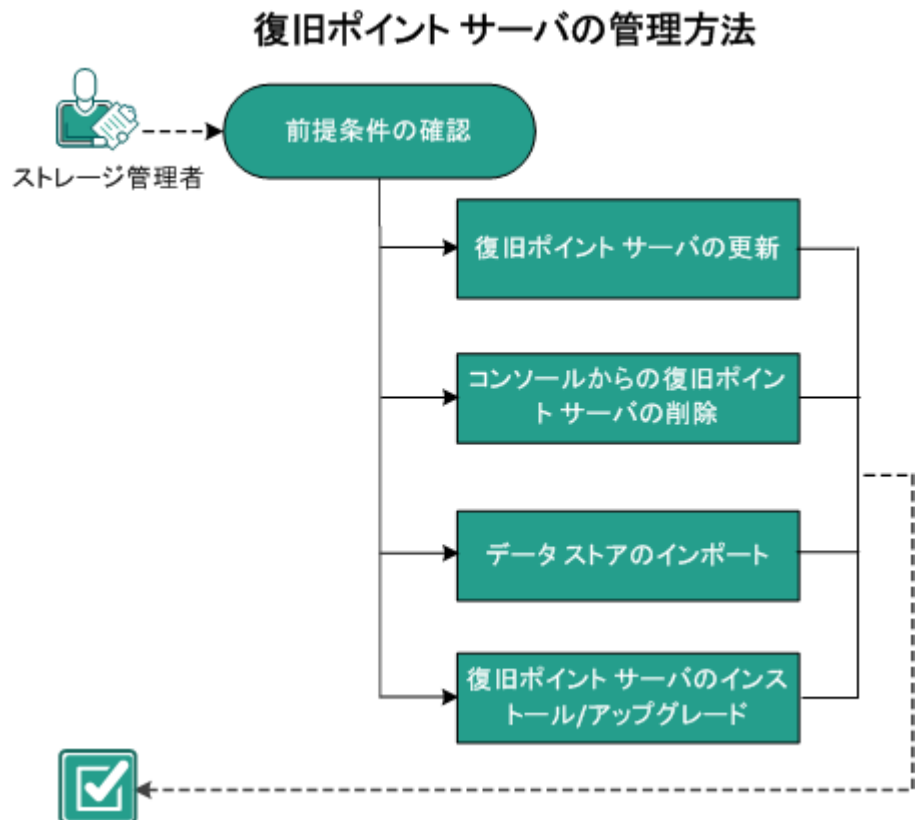 復旧ポイント サーバの管理方法
ストレージ管理者
前提条件の確認
復旧ポイント サーバの更新
コンソールからの復旧ポイン
ト サーバの削除
データ ストアのインポート
復旧ポイント サーバのインス
トール/アップグレード